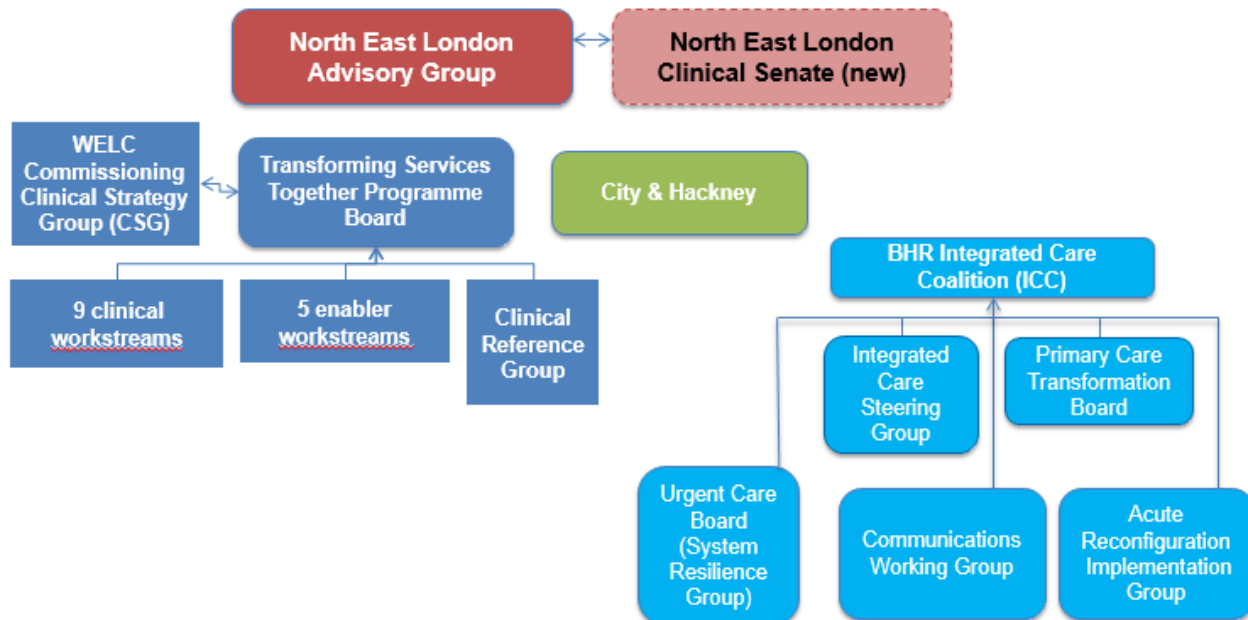 North East London
Advisory Group
North East London
Clinical Senate (new)
WELC
Commissioning
Clinical Strategy
Group (CSG)
Transforming Services
Together Programme
Board
City & Hackney
BHR Integrated Care
Coalition (ICC)
9 clinical
workstreams
5 enabler
workstreams
Clinical
Reference
Group
Integrated
Care
Steering
Group
Primary Care
Transformation
Board
Urgent Care
Board
(System
Resilience
Group)
Communications
Working Group
Acute
Reconfiguration
Implementation
Group